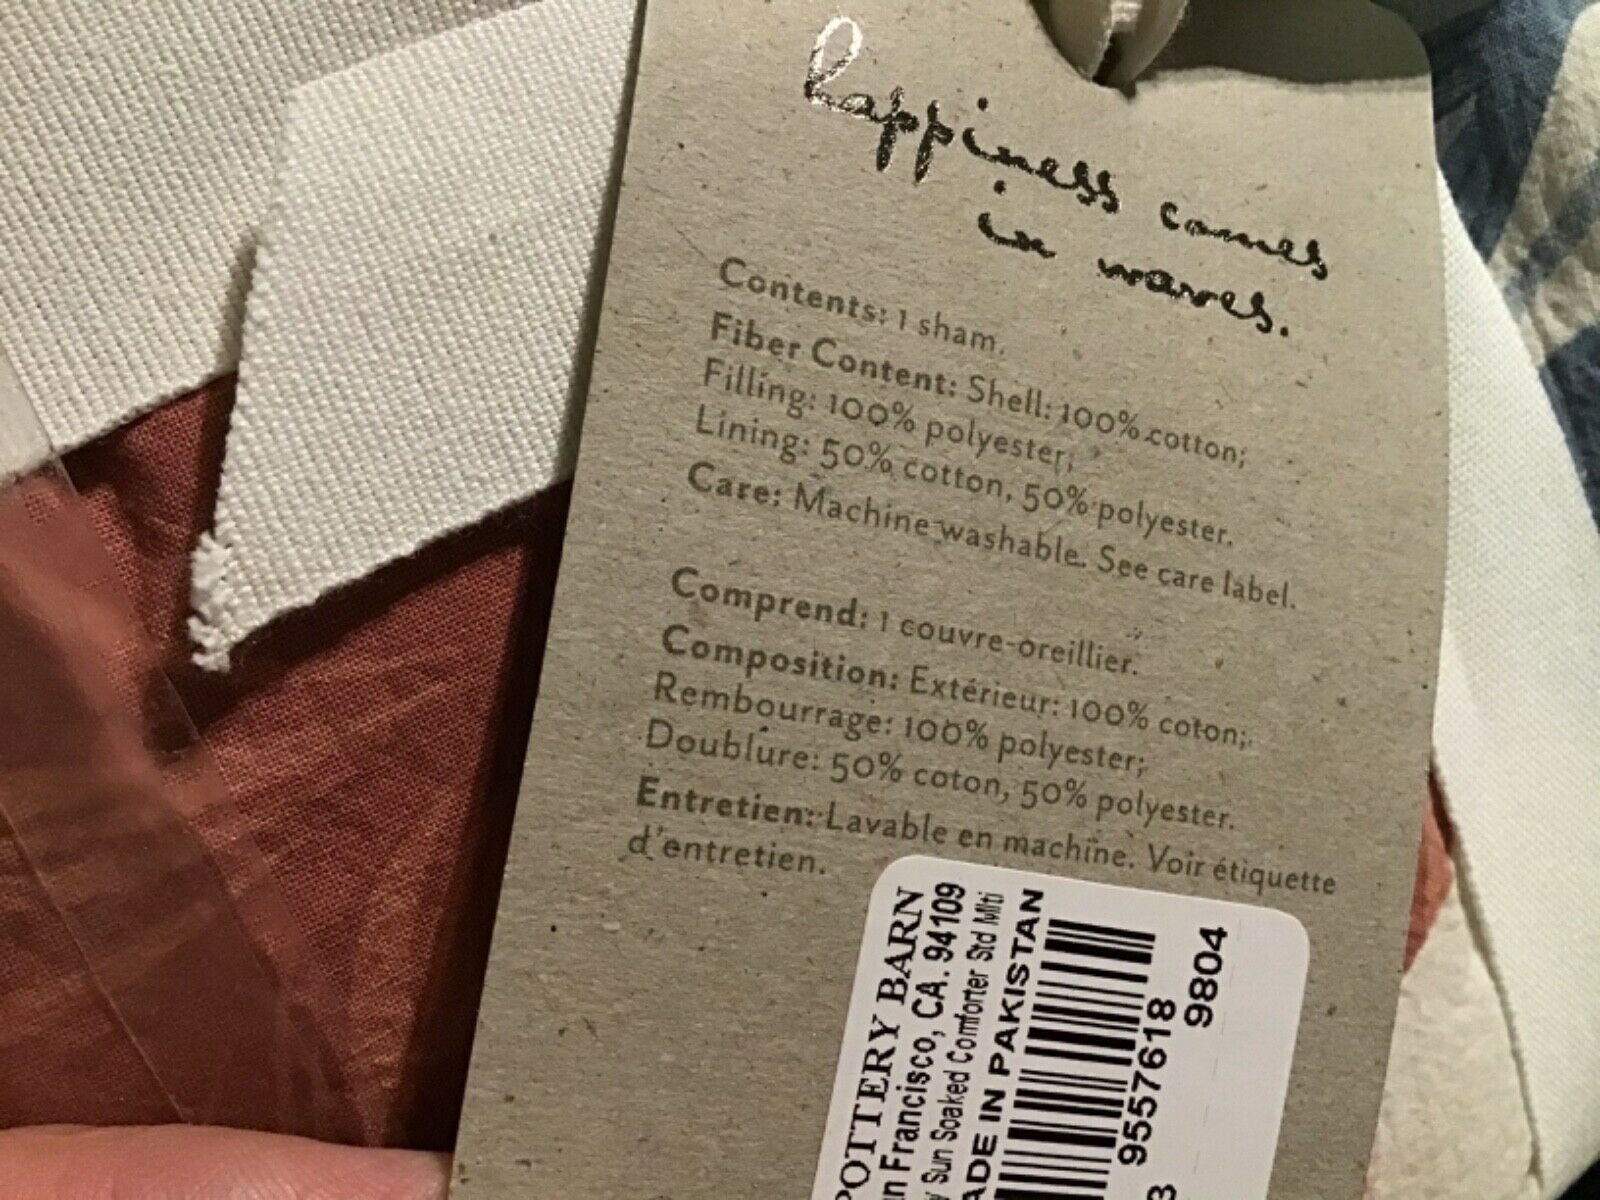 happiness comes
in waves.
Contents: 1 sham.
Fiber Content: Shell: 100% cotton;
Filling: 100% polyester;
Lining: 50% cotton, 50% polyester.
Care: Machine washable. See care label.
Comprend: 1 couvre-oreillier.
Composition: Extérieur: 100% coton;
Rembourrage: 100% polyester;
Doublure: 50% coton, 50% polyester.
Entretien: Lavable en machine. Voir étiquette
d'entretien.
POTTERY BARN
Francisco, CA. 94109
Sun Soaked Comforter Std Mlti
IN PAKISTAN
9557618
9804
3